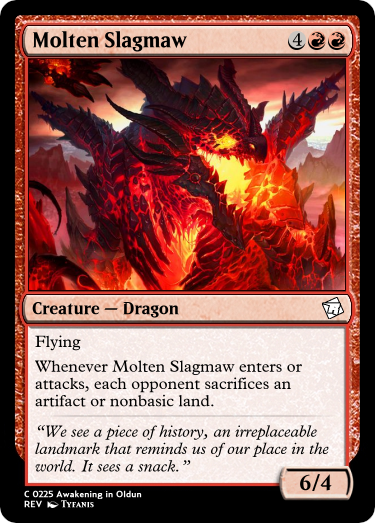 Molten Slagmaw 4
Creature — Dragon
Flying
Whenever Molten Slagmaw enters or
attacks, each opponent sacrifices an
artifact or nonbasic land.
“We see a piece of history, an irreplaceable
landmark that reminds us of our place in the
world. It sees a snack.”
6/4
C 0225 Awakening in Oldun
REV Tyfanis